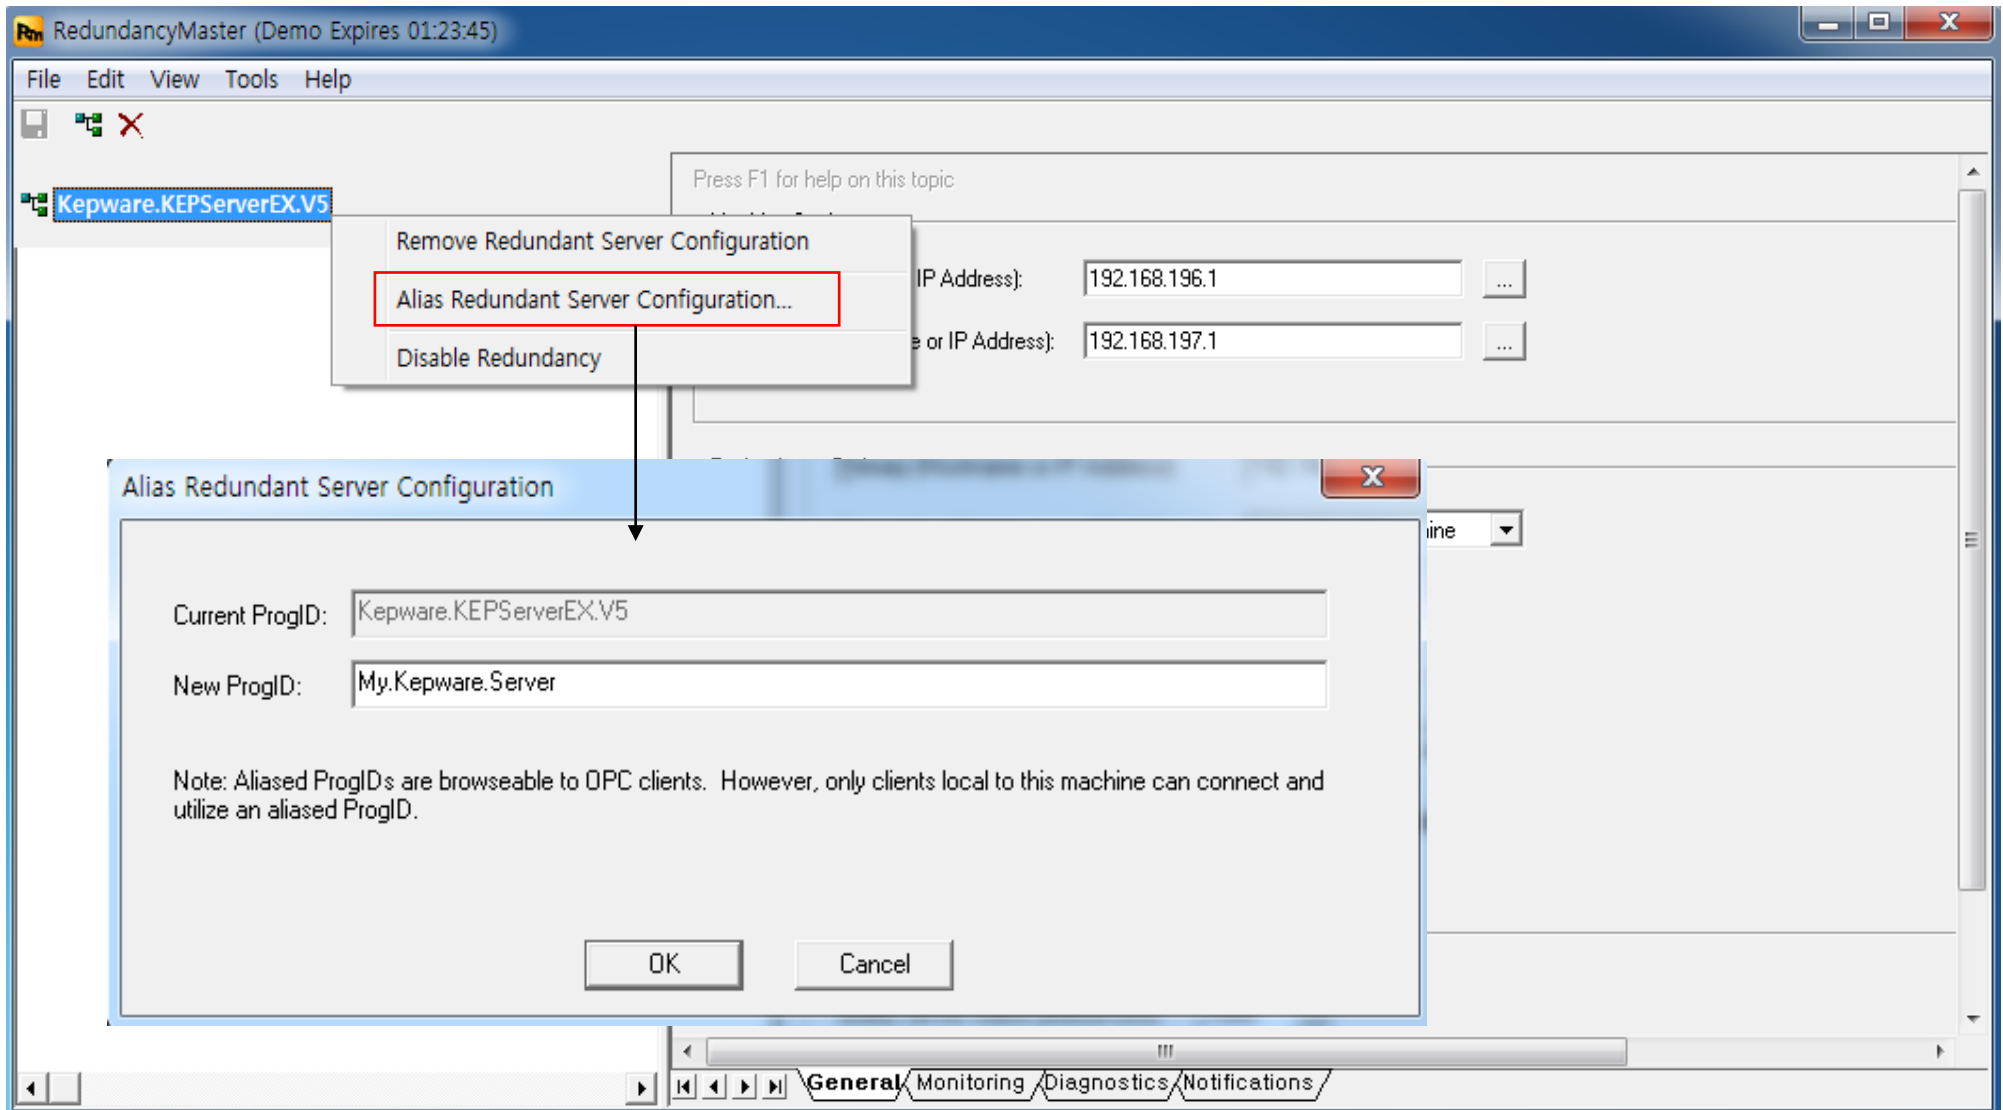 RedundancyMaster (Demo Expires 01:23:45)
File Edit View Tools Help
Press F1 for help on this topic
Kepware.KEPServerEX.V5
Remove Redundant Server Configuration
Alias Redundant Server Configuration...
Disable Redundancy
IP Address): 192.168.196.1 ...
or IP Address): 192.168.197.1 ...
Alias Redundant Server Configuration
Current ProgID: Kepware.KEPServerEX.V5
New ProgID: My.Kepware.Server
Note: Aliased ProgIDs are browseable to OPC clients. However, only clients local to this machine can connect and
utilize an aliased ProgID.
OK Cancel
General Monitoring Diagnostics Notifications